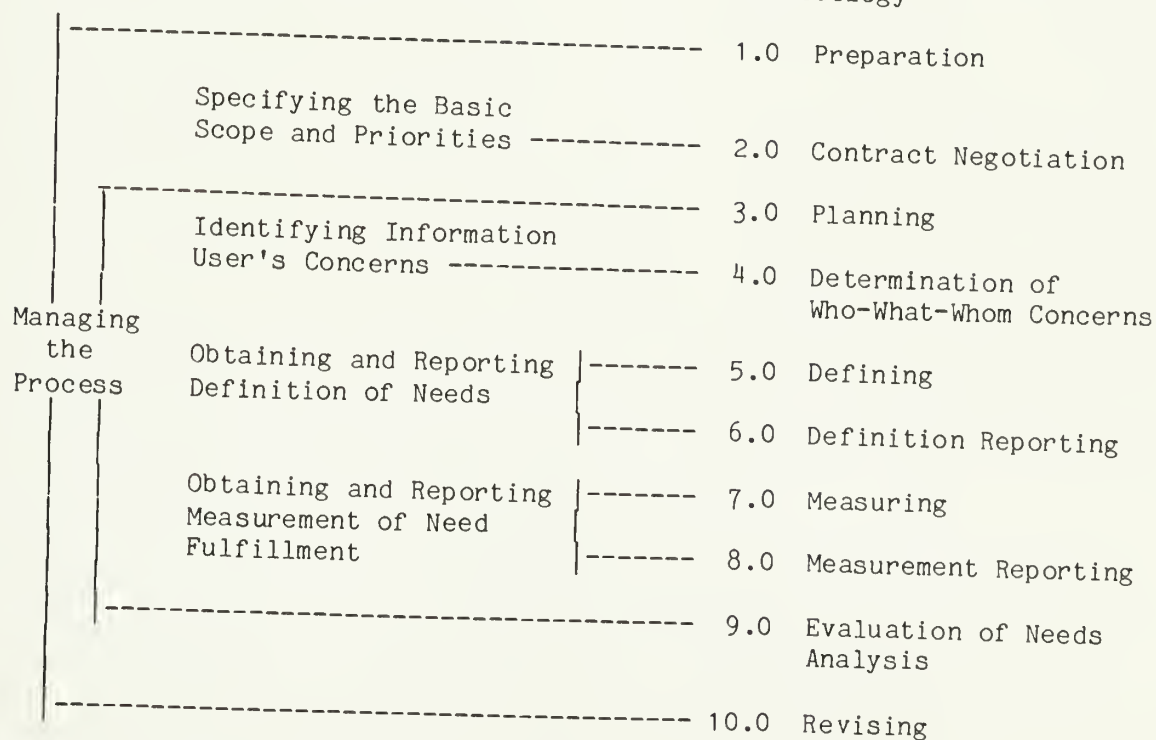 1.0 Preparation
Specifying the Basic
Scope and Priorities ----------- 2.0 Contract Negotiation
3.0 Planning
Identifying Information
User's Concerns --------------- 4.0 Determination of
Who-What-Whom Concerns
Managing
the
Process
Obtaining and Reporting
Definition of Needs
5.0 Defining
6.0 Definition Reporting
Obtaining and Reporting
Measurement of Need
Fulfillment
7.0 Measuring
8.0 Measurement Reporting
9.0 Evaluation of Needs
Analysis
10.0 Revising